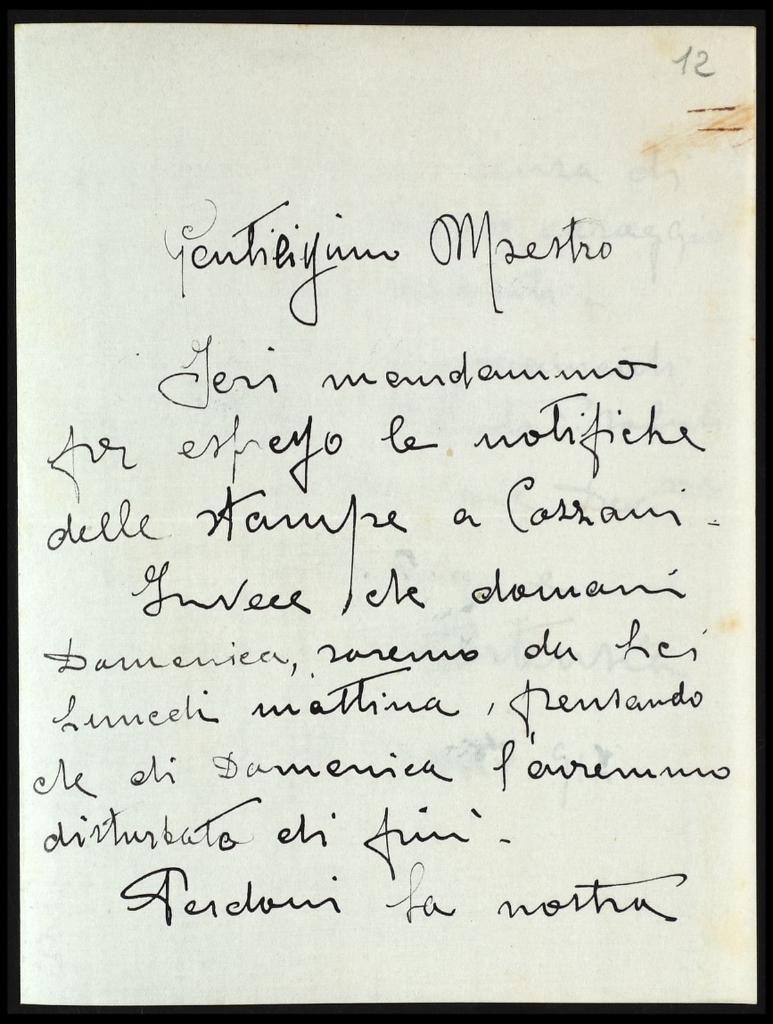 12
Gentilissimo Maestro
Ieri mandammo
per espresso le notifiche
delle stampe a Cozzani.
Invece che domani
Domenica, saremo da Lei
Lunedì mattina, pensando
che di Domenica l'avremmo
disturbato di più.
Perdoni la nostra